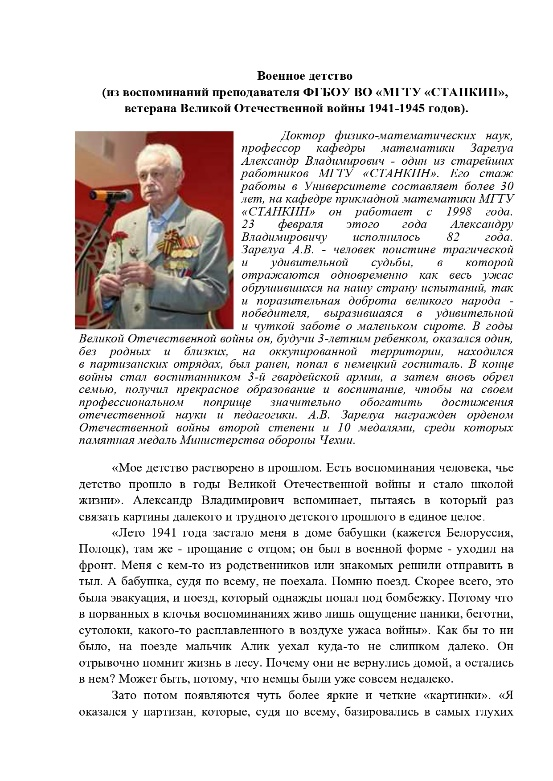 Военное детство
(из воспоминаний преподавателя ФГБОУ ВО «МГТУ «СТАНКИН»,
ветерана Великой Отечественной войны 1941-1945 годов).
Доктор физико-математических наук,
профессор кафедры математики Зарелуа
Александр Владимирович - один из старейших
работников МГТУ «СТАНКИН». Его стаж
работы в Университете составляет более 30
лет, на кафедре прикладной математики МГТУ
«СТАНКИН» он работает с 1998 года.
23 февраля этого года Александру
Владимировичу исполнилось 82 года.
Зарелуа А.В. - человек поистине трагической
и удивительной судьбы, в которой
отражаются одновременно как весь ужас
обрушившихся на нашу страну испытаний, так
и поразительная доброта великого народа -
победителя, выразившаяся в удивительной
и чуткой заботе о маленьком сироте. В годы
Великой Отечественной войны он, будучи 3-летним ребенком, оказался один,
без родных и близких, на оккупированной территории, находился
в партизанских отрядах, был ранен, попал в немецкий госпиталь. В конце
войны стал воспитанником 3-й гвардейской армии, а затем вновь обрел
семью, получил прекрасное образование и воспитание, чтобы на своем
профессиональном поприще значительно обогатить достижения
отечественной науки и педагогики. А.В. Зарелуа награжден орденом
Отечественной войны второй степени и 10 медалями, среди которых
памятная медаль Министерства обороны Чехии.
«Мое детство растворено в прошлом. Есть воспоминания человека, чье
детство прошло в годы Великой Отечественной войны и стало школой
жизни». Александр Владимирович вспоминает, пытаясь в который раз
связать картины далекого и трудного детского прошлого в единое целое.
«Лето 1941 года застало меня в доме бабушки (кажется Белоруссия,
Полоцк), там же - прощание с отцом; он был в военной форме - уходил на
фронт. Меня с кем-то из родственников или знакомых решили отправить в
тыл. А бабушка, судя по всему, не поехала. Помню поезд. Скорее всего, это
была эвакуация, и поезд, который однажды попал под бомбежку. Потому что
в порванных в клочья воспоминаниях живо лишь ощущение паники, беготни,
сутолоки, какого-то расплавленного в воздухе ужаса войны». Как бы то ни
было, на поезде мальчик Алик уехал куда-то не слишком далеко. Он
отрывочно помнит жизнь в лесу. Почему они не вернулись домой, а остались
в нем? Может быть, потому, что немцы были уже совсем недалеко.
Зато потом появляются чуть более яркие и четкие «картинки». «Я
оказался у партизан, которые, судя по всему, базировались в самых глухих